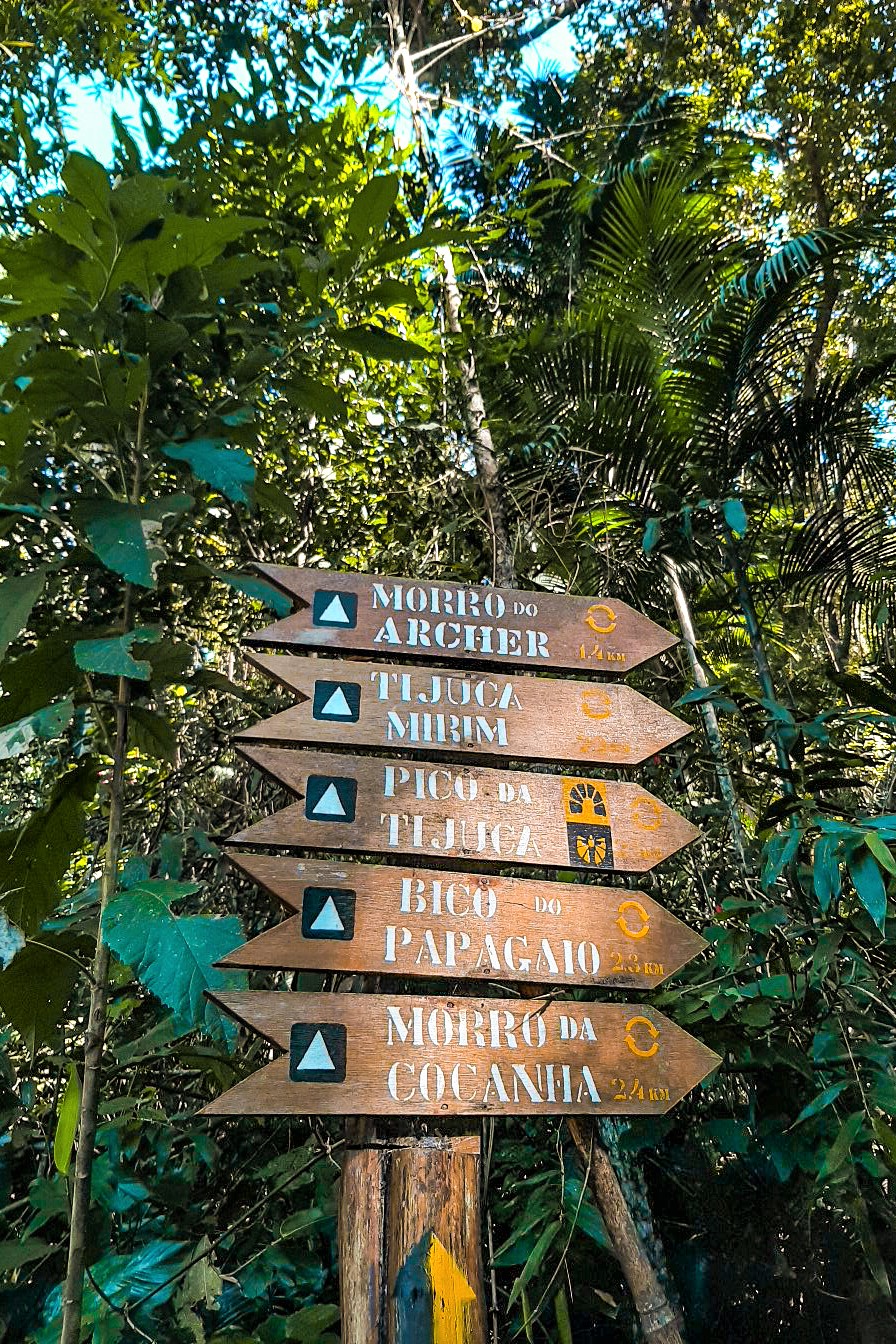 MORRO DO
ARCHER
1.4 KM
TIJUCA
MIRIM
PICO DA
TIJUCA
BICO DO
PAPAGAIO
2.3 KM
MORRO DA
COCANHA
2.4 KM